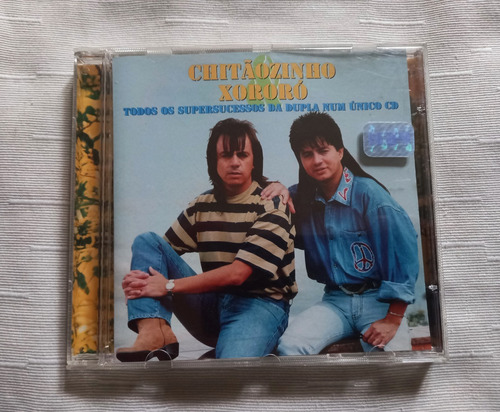 CHITÃOZINHO
&
XORORÓ
TODOS OS SUPERSUCESSOS DA DUPLA NUM ÚNICO CD